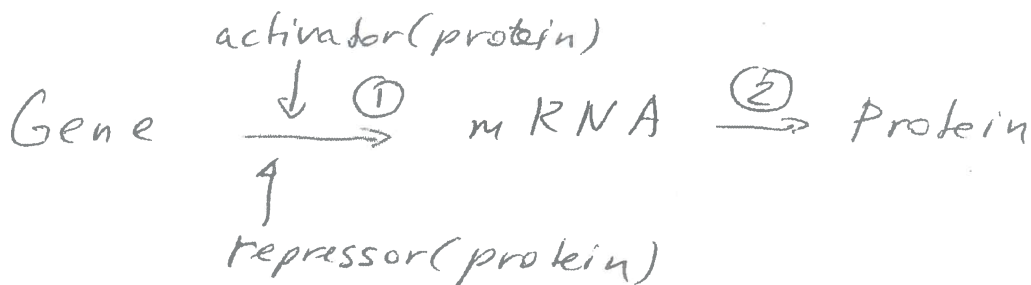 activator(protein)
Gene ① mRNA ② Protein
repressor(protein)